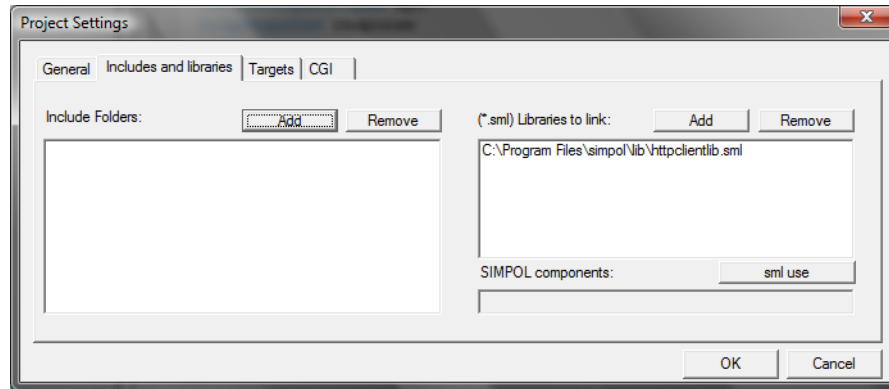 Project Settings
General Includes and libraries Targets CGI
Include Folders: Add Remove
(*.sml) Libraries to link: Add Remove
C:\Program Files\simpol\lib\httpclientlib.sml
SIMPOL components: sml use
OK Cancel